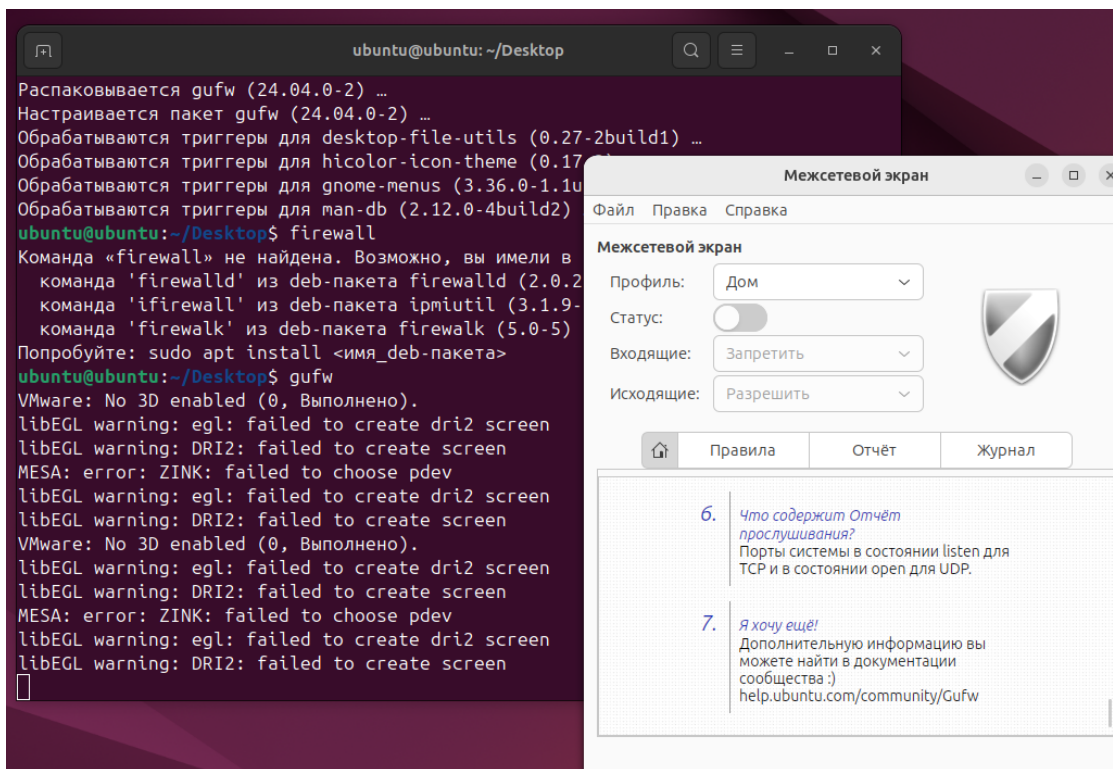 ubuntu@ubuntu: ~/Desktop
Распаковывается gufw (24.04.0-2) …
Настраивается пакет gufw (24.04.0-2) …
Обрабатываются триггеры для desktop-file-utils (0.27-2build1) …
Обрабатываются триггеры для hicolor-icon-theme (0.17
Обрабатываются триггеры для gnome-menus (3.36.0-1.1u
Обрабатываются триггеры для man-db (2.12.0-4build2)
ubuntu@ubuntu:~/Desktop$ firewall
Команда «firewall» не найдена. Возможно, вы имели в
команда 'firewalld' из deb-пакета firewalld (2.0.2
команда 'ifirewall' из deb-пакета ipmiutil (3.1.9-
команда 'firewalk' из deb-пакета firewalk (5.0-5)
Попробуйте: sudo apt install <имя_deb-пакета>
ubuntu@ubuntu:~/Desktop$ gufw
VMware: No 3D enabled (0, Выполнено).
libEGL warning: egl: failed to create dri2 screen
libEGL warning: DRI2: failed to create screen
MESA: error: ZINK: failed to choose pdev
libEGL warning: egl: failed to create dri2 screen
libEGL warning: DRI2: failed to create screen
VMware: No 3D enabled (0, Выполнено).
libEGL warning: egl: failed to create dri2 screen
libEGL warning: DRI2: failed to create screen
MESA: error: ZINK: failed to choose pdev
libEGL warning: egl: failed to create dri2 screen
libEGL warning: DRI2: failed to create screen
Межсетевой экран
Файл Правка Справка
Межсетевой экран
Профиль: Дом
Статус:
Входящие: Запретить
Исходящие: Разрешить
Правила Отчёт Журнал
6. Что содержит Отчёт
прослушивания?
Порты системы в состоянии listen для
TCP и в состоянии open для UDP.
7. Я хочу ещё!
Дополнительную информацию вы
можете найти в документации
сообщества :)
help.ubuntu.com/community/Gufw